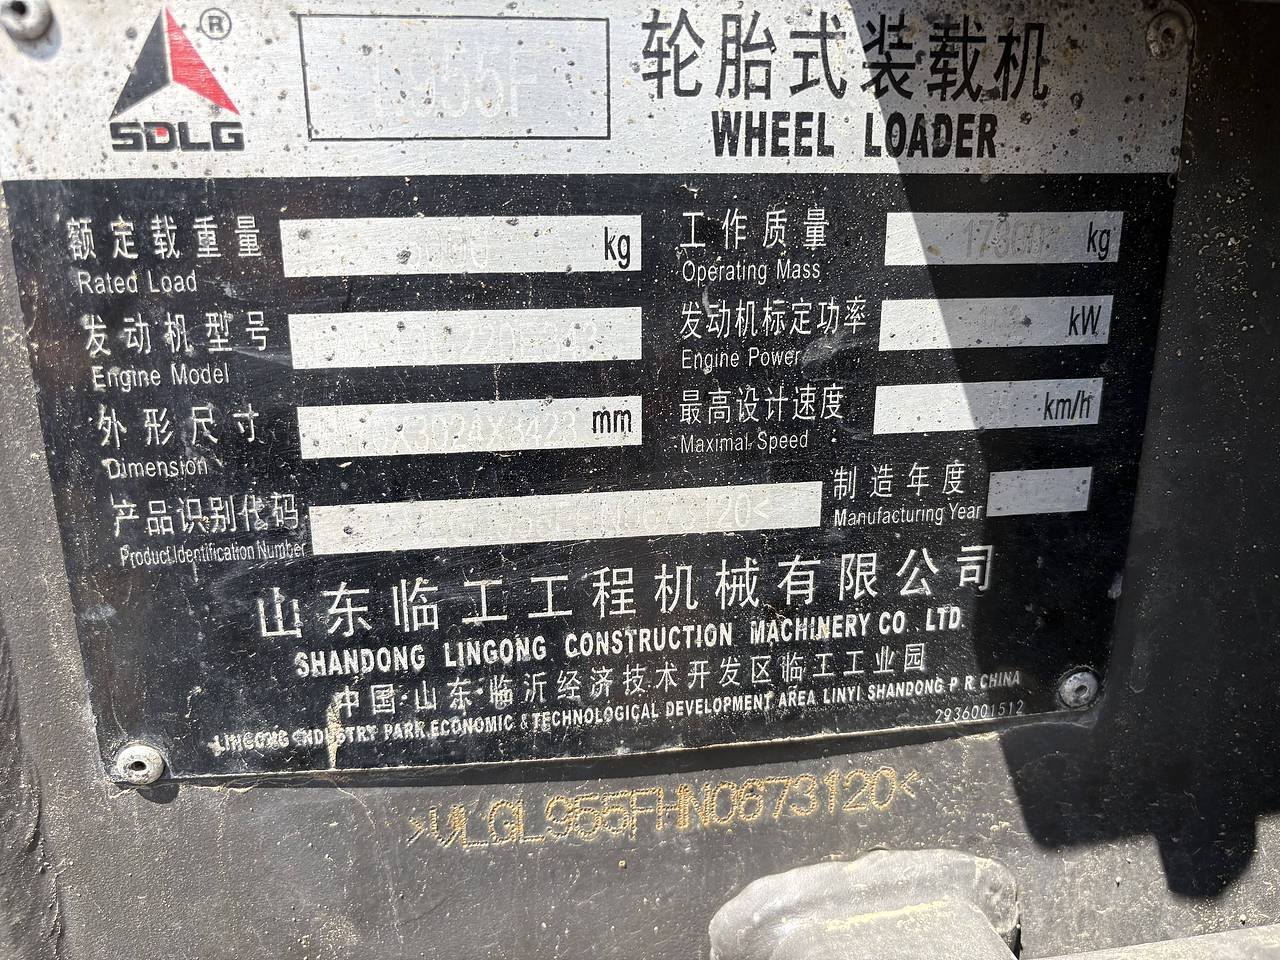 ®
SDLG
L955F
轮胎式装载机
WHEEL LOADER
额定载重量 kg
Rated Load
工作质量 17300 kg
Operating Mass
发动机型号
Engine Model
发动机标定功率 kW
Engine Power
外形尺寸 mm
Dimension
最高设计速度 km/h
Maximal Speed
产品识别代码
Product Identification Number
制造年度
Manufacturing Year
山东临工工程机械有限公司
SHANDONG LINGONG CONSTRUCTION MACHINERY CO. LTD
中国·山东·临沂经济技术开发区临工工业园
LINGONG INDUSTRY PARK,ECONOMIC &TECHNOLOGICAL DEVELOPMENT AREA LINYI SHANDONG P R CHINA
2936001512
>VLGL955FHN0673120<